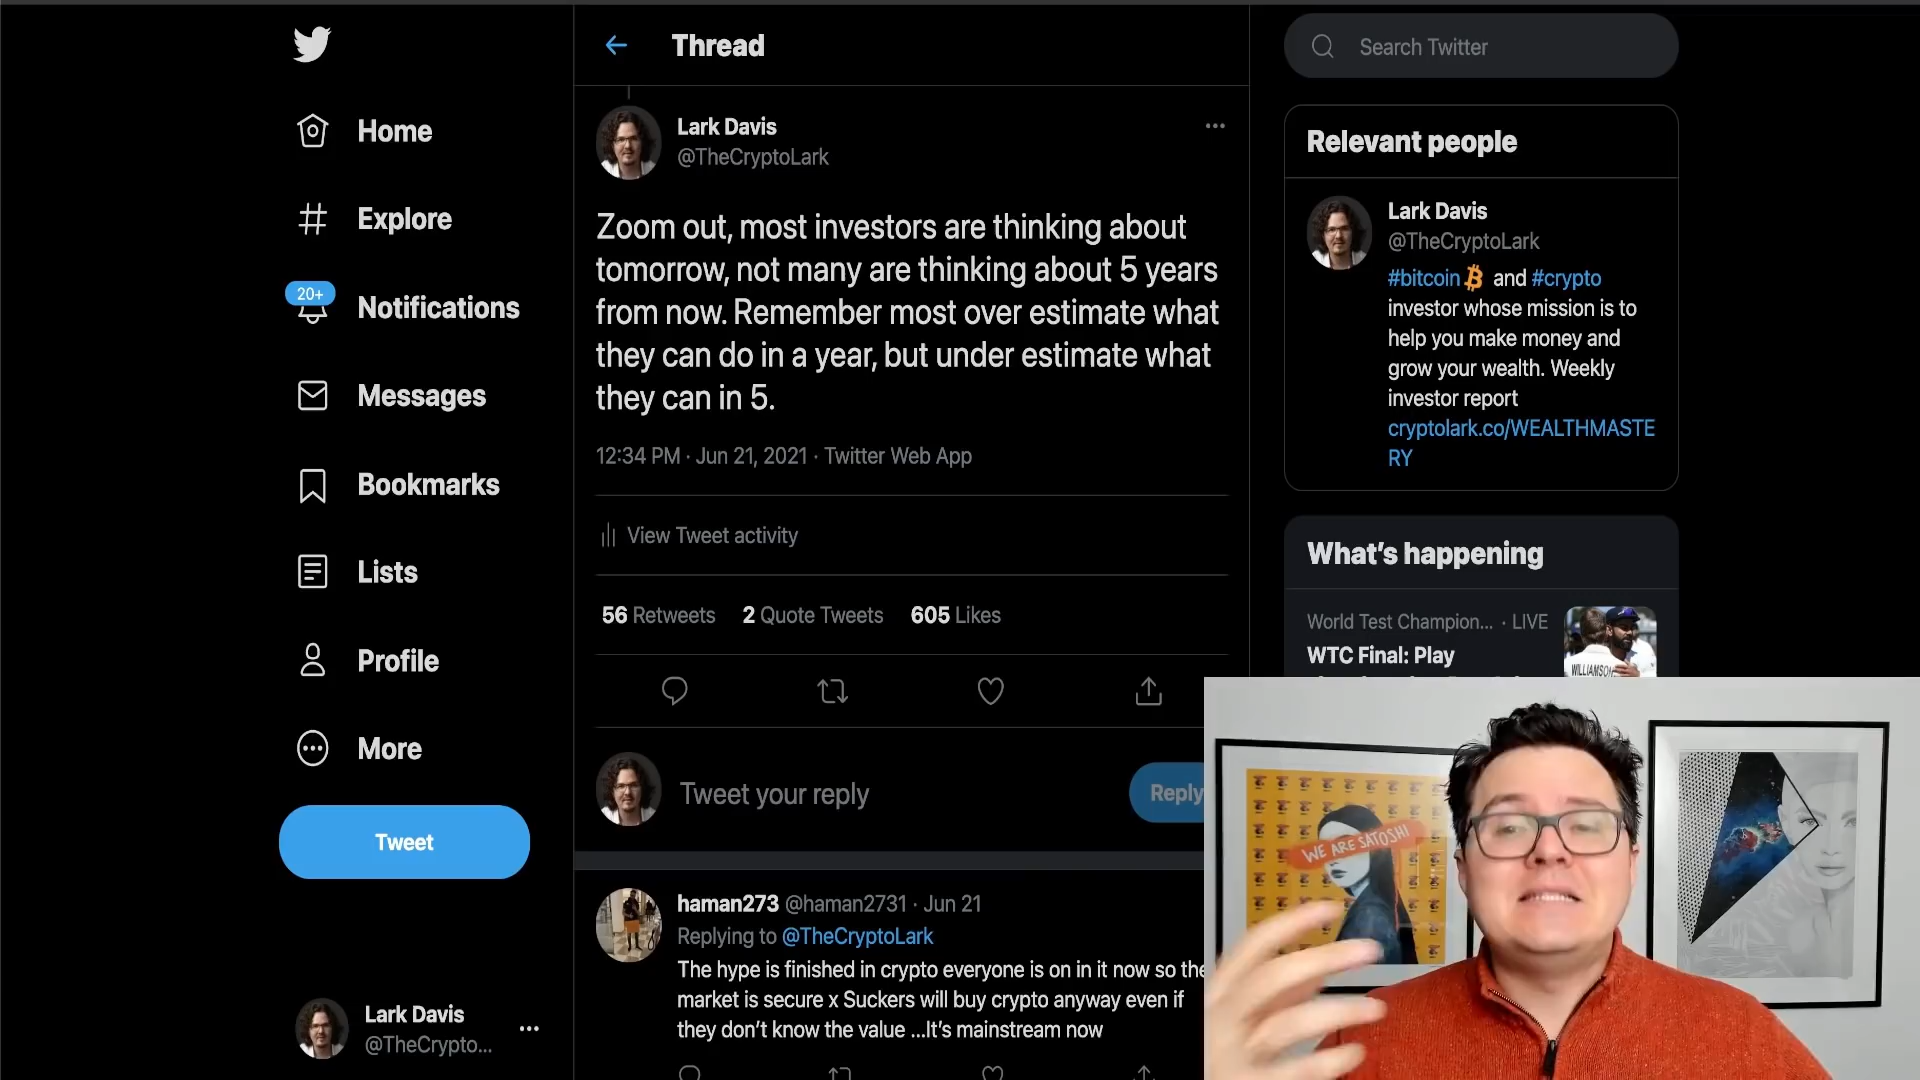 Home
Explore
20+
Notifications
Messages
Bookmarks
Lists
Profile
More
Tweet
Lark Davis
@TheCrypto...
Thread
Lark Davis
@TheCryptoLark
Zoom out, most investors are thinking about
tomorrow, not many are thinking about 5 years
from now. Remember most over estimate what
they can do in a year, but under estimate what
they can in 5.
12:34 PM · Jun 21, 2021 · Twitter Web App
View Tweet activity
56 Retweets 2 Quote Tweets 605 Likes
Tweet your reply
Reply
haman273 @haman2731 · Jun 21
Replying to @TheCryptoLark
The hype is finished in crypto everyone is on in it now so the
market is secure x Suckers will buy crypto anyway even if
they don't know the value ...It's mainstream now
Search Twitter
Relevant people
Lark Davis
@TheCryptoLark
#bitcoin and #crypto
investor whose mission is to
help you make money and
grow your wealth. Weekly
investor report
cryptolark.co/WEALTHMASTE
RY
What's happening
World Test Champion... · LIVE
WTC Final: Play
WILLIAMSON
WE ARE SATOSHI